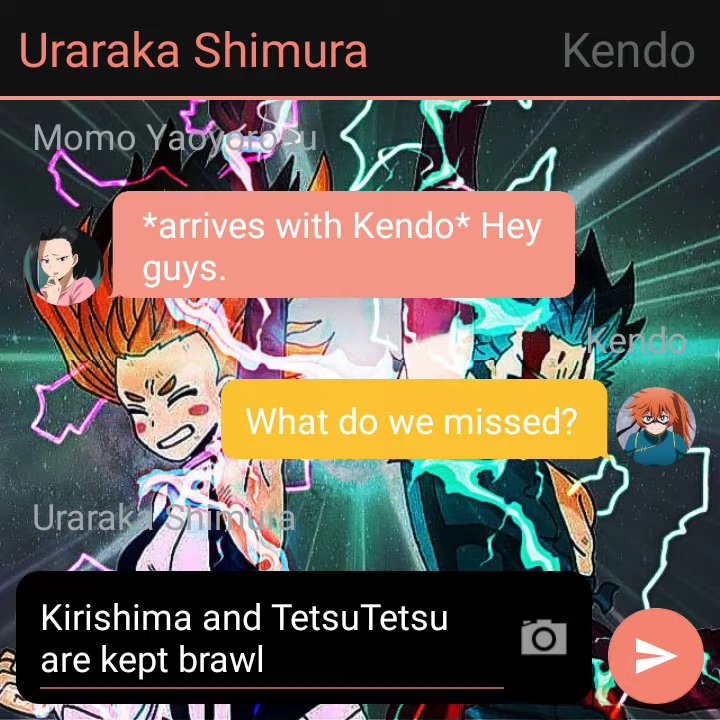 Uraraka Shimura Kendo
Momo Yaoyorozu
*arrives with Kendo* Hey
guys.
Kendo
What do we missed?
Uraraka Shimura
Kirishima and TetsuTetsu
are kept brawl